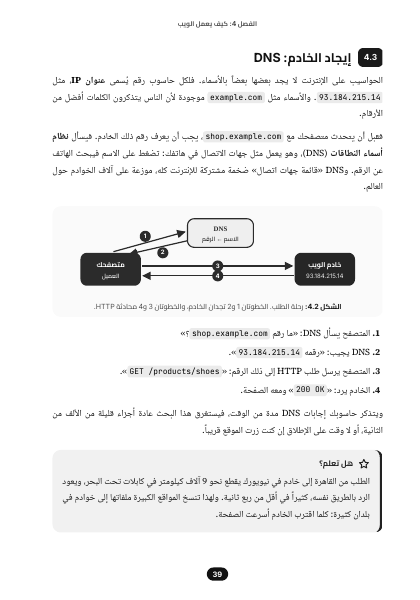 الفصل 4: كيف يعمل الويب
4.3 إيجاد الخادم: DNS
الحواسيب على الإنترنت لا يجد بعضها بعضاً بالأسماء. فلكل حاسوب رقم يُسمى عنوان IP، مثل
93.184.215.14. والأسماء مثل example.com موجودة لأن الناس يتذكرون الكلمات أفضل من
الأرقام.
فقبل أن يتحدث متصفحك مع shop.example.com، يجب أن يعرف رقم ذلك الخادم. فيسأل نظام
أسماء النطاقات (DNS)، وهو يعمل مثل جهات الاتصال في هاتفك: تضغط على الاسم فيبحث الهاتف
عن الرقم. وDNS «قائمة جهات اتصال» ضخمة مشتركة للإنترنت كله، موزعة على آلاف الخوادم حول
العالم.
DNS
الاسم ← الرقم
1
2
متصفحك
العميل
3
4
خادم الويب
93.184.215.14
الشكل 4.2: رحلة الطلب. الخطوتان 1 و2 تجدان الخادم، والخطوتان 3 و4 محادثة HTTP.
1. المتصفح يسأل DNS: «ما رقم shop.example.com؟»
2. DNS يجيب: «رقمه 93.184.215.14».
3. المتصفح يرسل طلب HTTP إلى ذلك الرقم: «GET /products/shoes».
4. الخادم يرد: «200 OK» ومعه الصفحة.
ويتذكر حاسوبك إجابات DNS مدة من الوقت، فيستغرق هذا البحث عادة أجزاء قليلة من الألف من
الثانية، أو لا وقت على الإطلاق إن كنت زرت الموقع قريباً.
هل تعلم؟
الطلب من القاهرة إلى خادم في نيويورك يقطع نحو 9 آلاف كيلومتر في كابلات تحت البحر، ويعود
الرد بالطريق نفسه، كثيراً في أقل من ربع ثانية. ولهذا تنسخ المواقع الكبيرة ملفاتها إلى خوادم في
بلدان كثيرة: كلما اقترب الخادم أسرعت الصفحة.
39